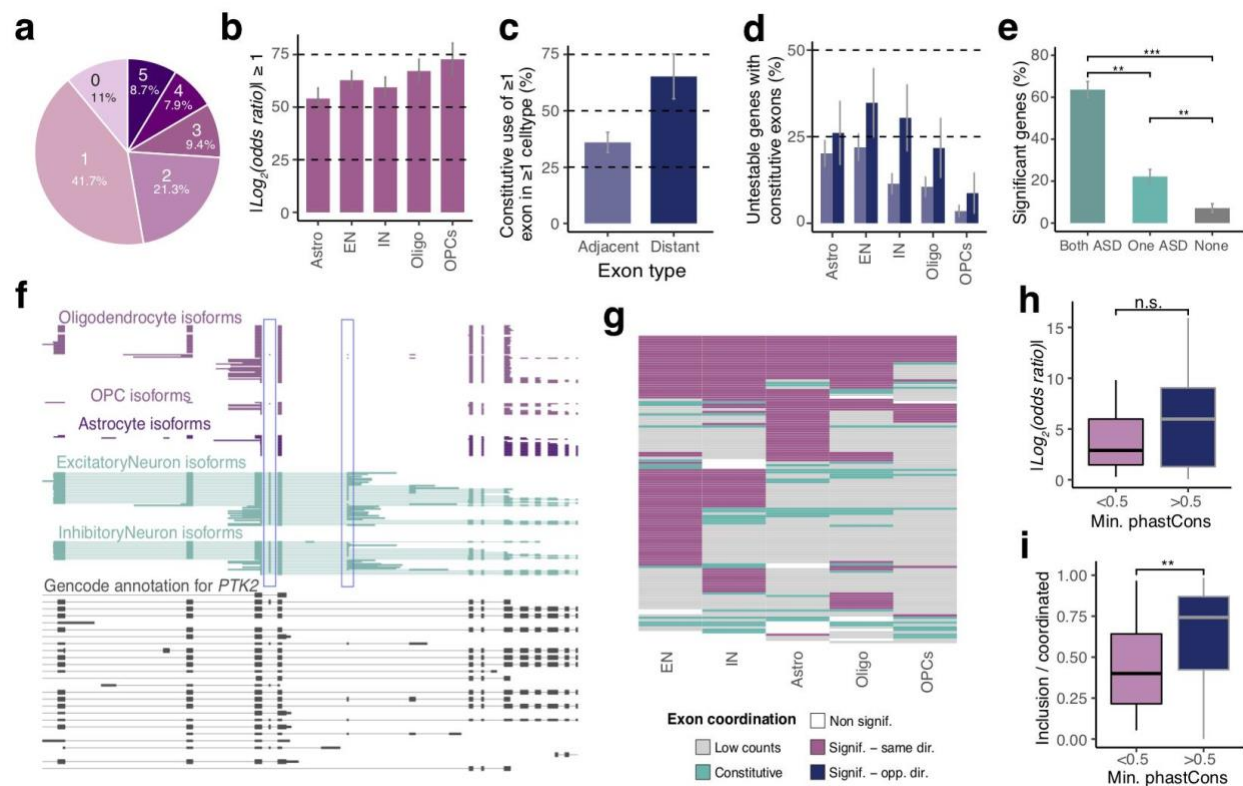 a
0
11%
5
8.7%
4
7.9%
3
9.4%
2
21.3%
1
41.7%
b
|Log2(odds ratio)| ≥ 1
75
50
25
0
Astro
EN
IN
Oligo
OPCs
c
Constitutive use of ≥1
exon in ≥1 celltype (%)
75
50
25
0
Adjacent
Distant
Exon type
d
Untestable genes with
constitutive exons (%)
50
25
0
Astro
EN
IN
Oligo
OPCs
e
Significant genes (%)
80
60
40
20
0
***
**
**
Both ASD
One ASD
None
f
Oligodendrocyte isoforms
OPC isoforms
Astrocyte isoforms
ExcitatoryNeuron isoforms
InhibitoryNeuron isoforms
Gencode annotation for PTK2
g
EN
IN
Astro
Oligo
OPCs
Exon coordination
Non signif.
Low counts
Signif. – same dir.
Constitutive
Signif. – opp. dir.
h
|Log2(odds ratio)|
15
10
5
0
n.s.
<0.5
>0.5
Min. phastCons
i
Inclusion / coordinated
1.00
0.75
0.50
0.25
0.00
**
<0.5
>0.5
Min. phastCons